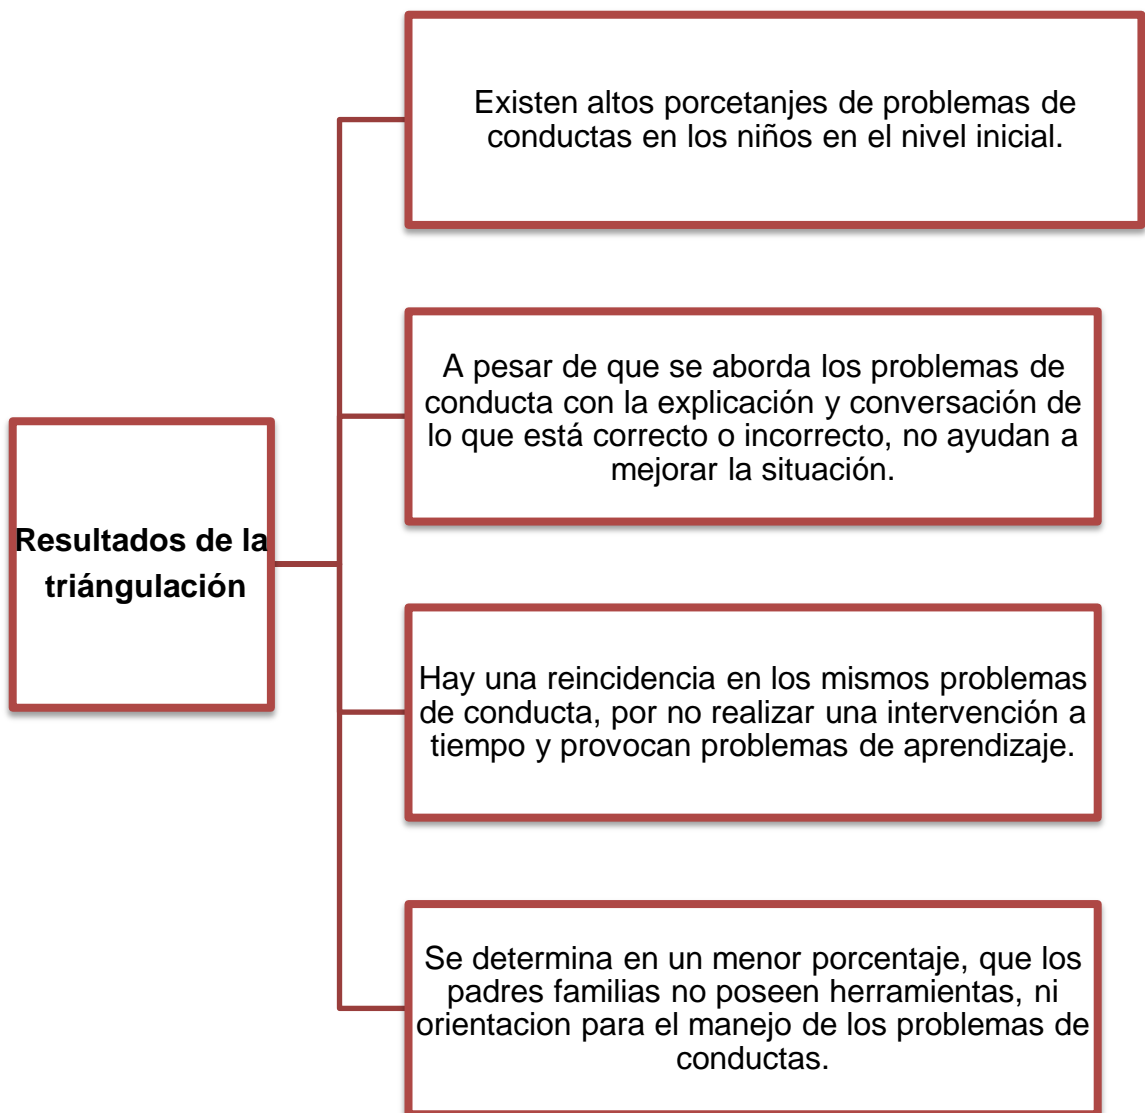 Resultados de la
triángulación
Existen altos porcetanjes de problemas de
conductas en los niños en el nivel inicial.
A pesar de que se aborda los problemas de
conducta con la explicación y conversación de
lo que está correcto o incorrecto, no ayudan a
mejorar la situación.
Hay una reincidencia en los mismos problemas
de conducta, por no realizar una intervención a
tiempo y provocan problemas de aprendizaje.
Se determina en un menor porcentaje, que los
padres familias no poseen herramientas, ni
orientacion para el manejo de los problemas de
conductas.